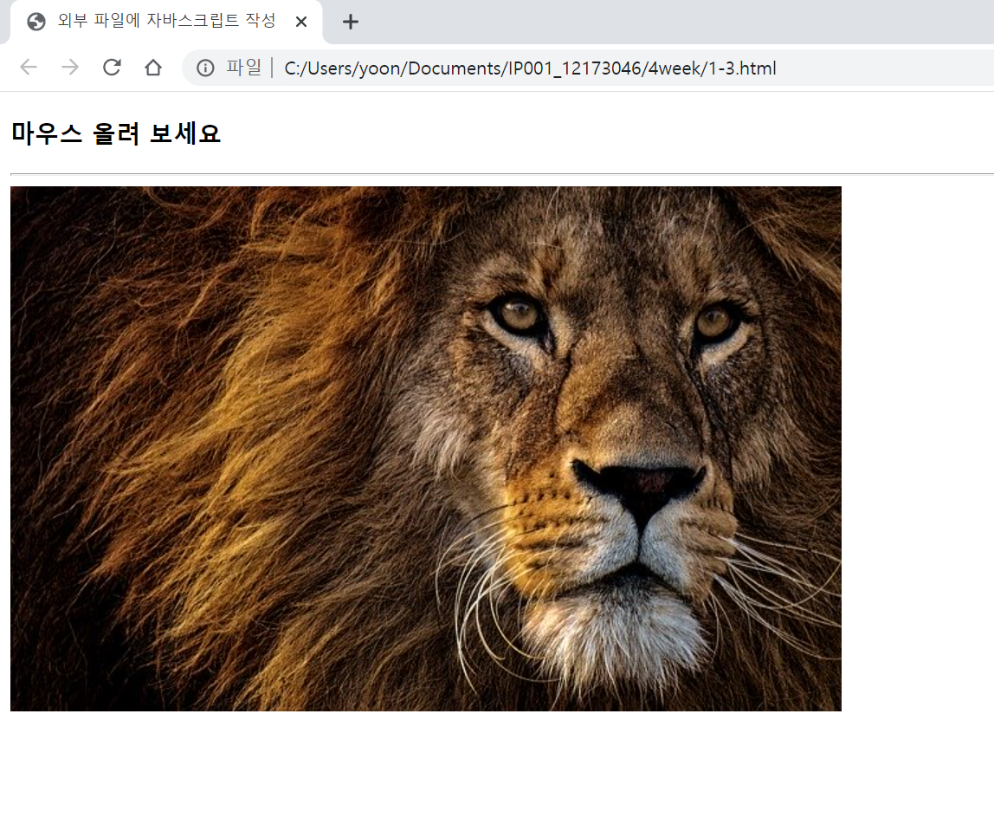 외부 파일에 자바스크립트 작성
파일 C:/Users/yoon/Documents/IP001_12173046/4week/1-3.html
마우스 올려 보세요